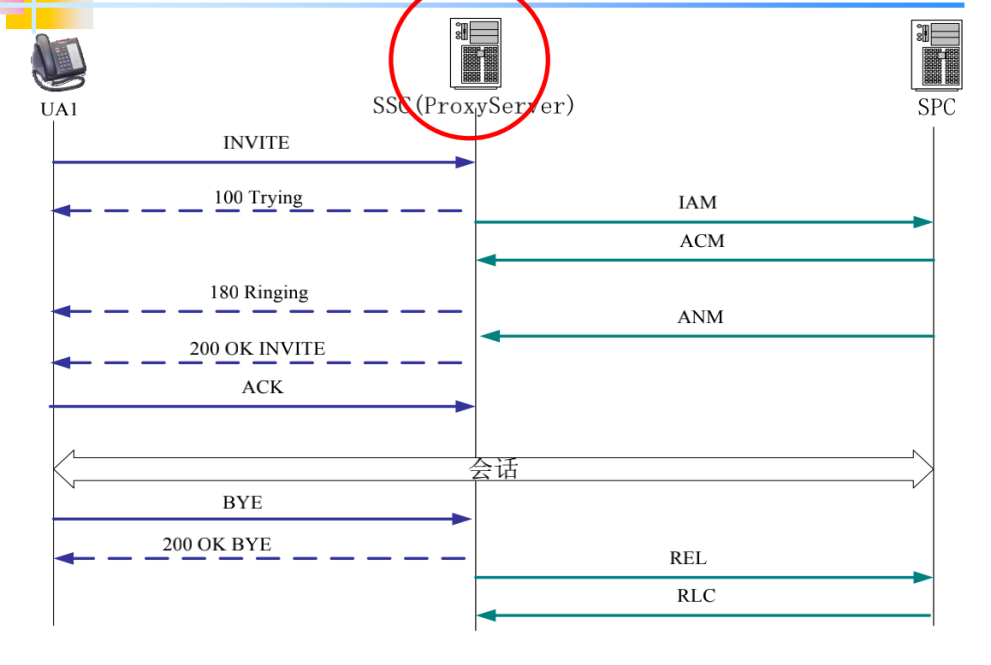 UA1
SSC(ProxyServer)
SPC
INVITE
100 Trying
IAM
ACM
180 Ringing
ANM
200 OK INVITE
ACK
会话
BYE
200 OK BYE
REL
RLC